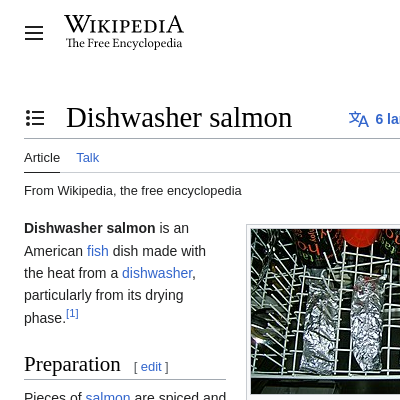 WIKIPEDIA
The Free Encyclopedia
Dishwasher salmon
6 la
Article Talk
From Wikipedia, the free encyclopedia
Dishwasher salmon is an
American fish dish made with
the heat from a dishwasher,
particularly from its drying
phase.[1]
Preparation [ edit ]
Pieces of salmon are spiced and